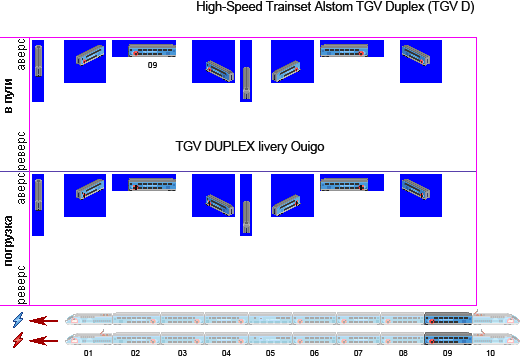 High-Speed Trainset Alstom TGV Duplex (TGV D)
аверс
09
в пути
реверс
TGV DUPLEX livery Ouigo
аверс
погрузка
реверс
01 02 03 04 05 06 07 08 09 10